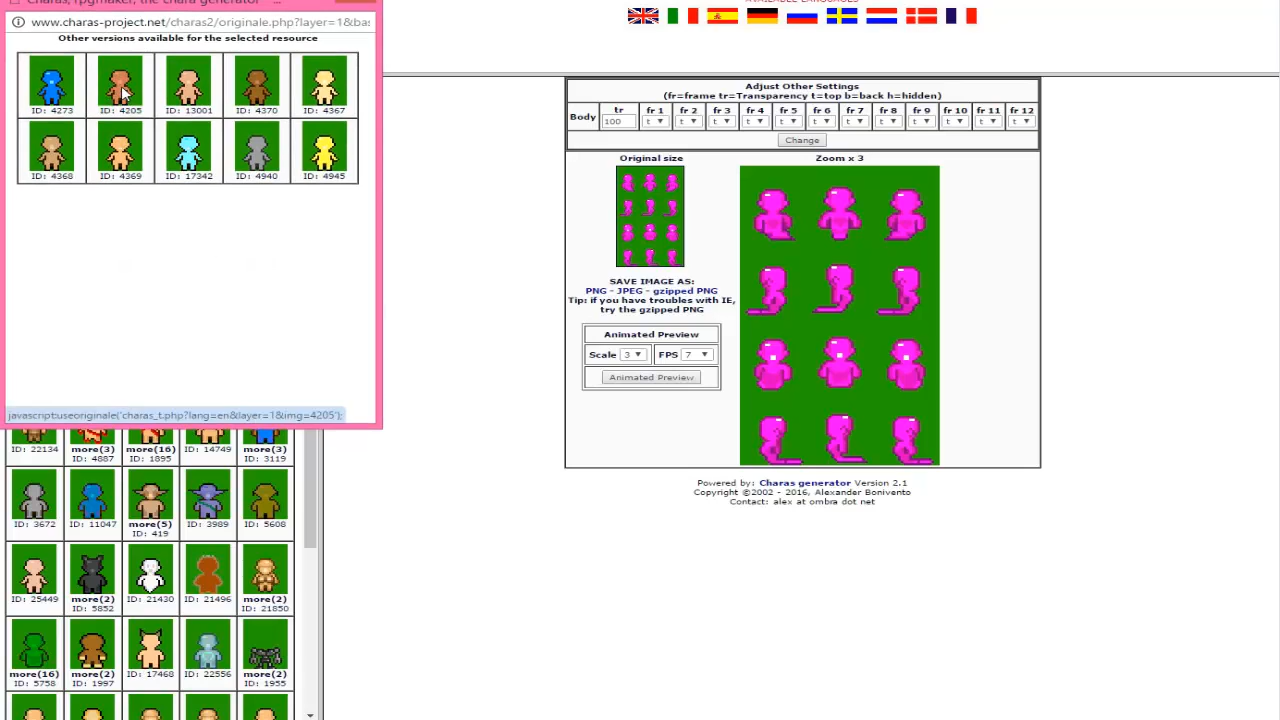 Charas, rpgmaker, the chara generator - ...
www.charas-project.net/charas2/originale.php?layer=1&bas
Other versions available for the selected resource
ID: 4273 ID: 4205 ID: 13001 ID: 4370 ID: 4367
ID: 4368 ID: 4369 ID: 17342 ID: 4940 ID: 4945
javascript:useoriginale('charas_t.php?lang=en&layer=1&img=4205');
ID: 22134 more(3) more(16) ID: 14749 more(3)
ID: 4887 ID: 1895 ID: 3119
ID: 3672 ID: 11047 more(5) ID: 3989 ID: 5608
ID: 419
ID: 25449 more(2) ID: 21430 ID: 21496 more(2)
ID: 5852 ID: 21850
more(16) more(2) ID: 17468 ID: 22556 more(2)
ID: 5758 ID: 1997 ID: 1955
AVAILABLE LANGUAGES
Adjust Other Settings
(fr=frame tr=Transparency t=top b=back h=hidden)
Body tr fr 1 fr 2 fr 3 fr 4 fr 5 fr 6 fr 7 fr 8 fr 9 fr 10 fr 11 fr 12
100 t t t t t t t t t t t t
Change
Original size Zoom x 3
SAVE IMAGE AS:
PNG - JPEG - gzipped PNG
Tip: if you have troubles with IE,
try the gzipped PNG
Animated Preview
Scale 3 FPS 7
Animated Preview
Powered by: Charas generator Version 2.1
Copyright ©2002 - 2016, Alexander Bonivento
Contact: alex at ombra dot net